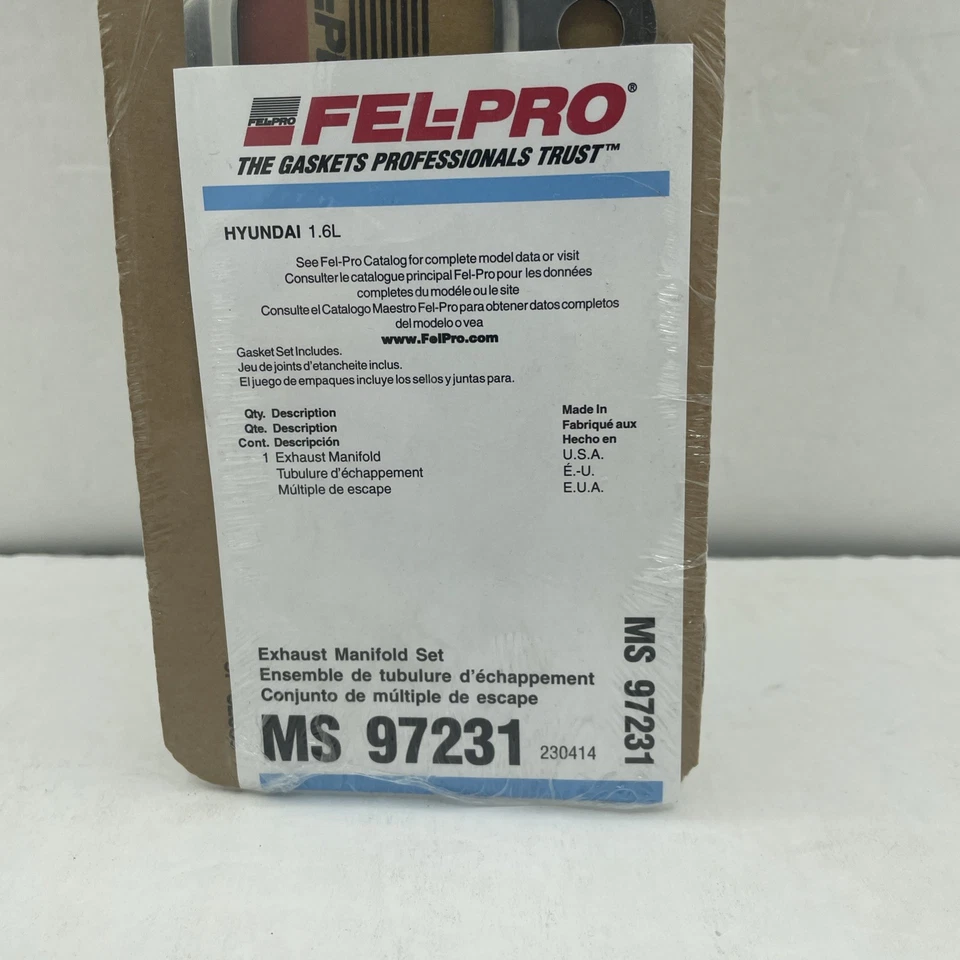 FEL-PRO
FEL-PRO®
THE GASKETS PROFESSIONALS TRUST™
HYUNDAI 1.6L
See Fel-Pro Catalog for complete model data or visit
Consulter le catalogue principal Fel-Pro pour les données
completes du modéle ou le site
Consulte el Catalogo Maestro Fel-Pro para obtener datos completos
del modelo o vea
www.FelPro.com
Gasket Set Includes.
Jeu de joints d'etancheite inclus.
El juego de empaques incluye los sellos y juntas para.
Qty. Description Made In
Qte. Description Fabriqué aux
Cont. Descripción Hecho en
1 Exhaust Manifold U.S.A.
Tubulure d'échappement É.-U.
Múltiple de escape E.U.A.
Exhaust Manifold Set
Ensemble de tubulure d'échappement
Conjunto de múltiple de escape
MS 97231 230414
MS 97231